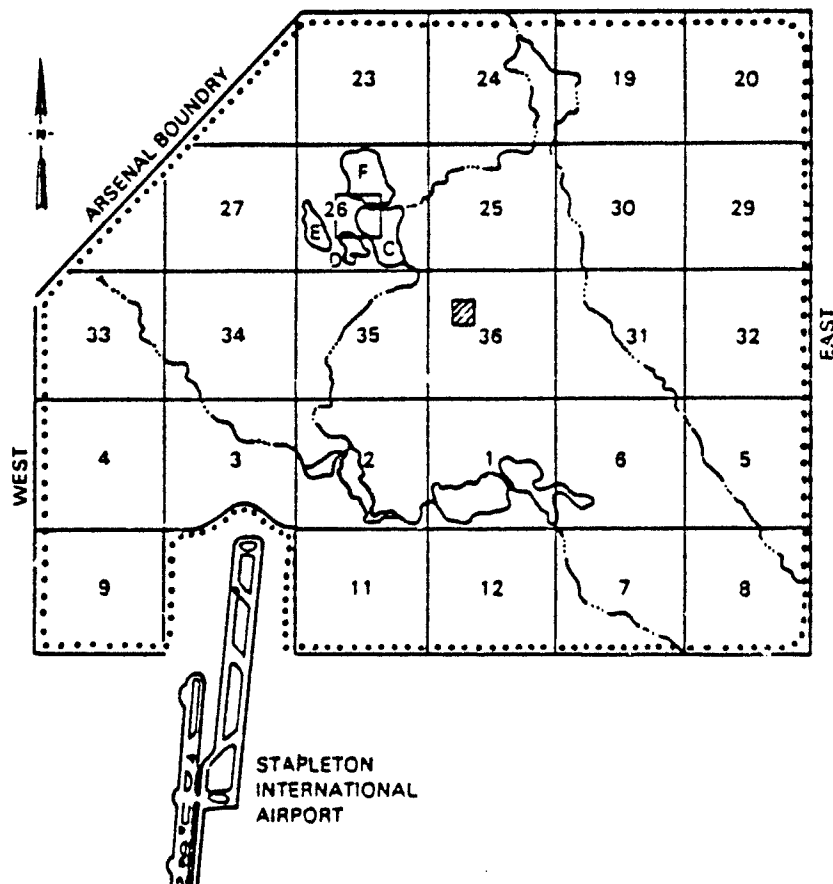 23 24 19 20
-N-
ARSENAL BOUNDRY
F
27 26 25 30 29
E
C
D
33 34 35 36 31 32
EAST
WEST
4 3 2 1 6 5
9 11 12 7 8
STAPLETON
INTERNATIONAL
AIRPORT